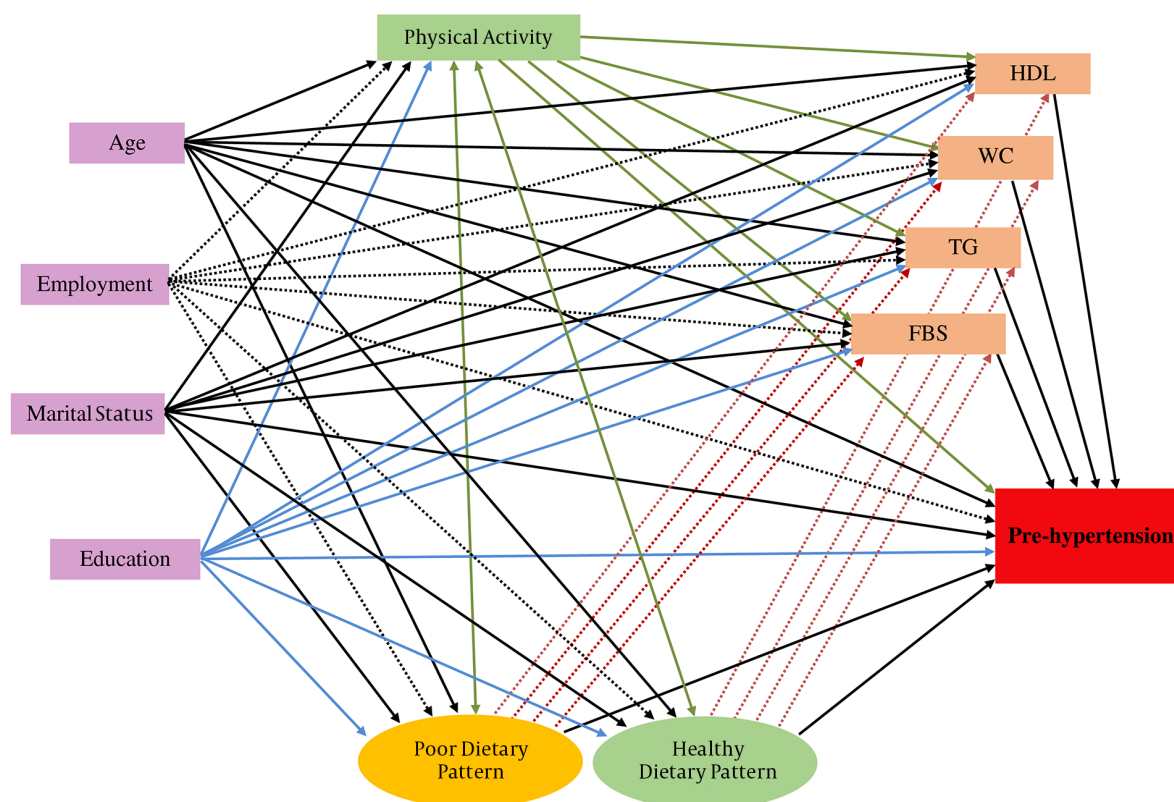 Physical Activity
HDL
Age
WC
TG
Employment
FBS
Marital Status
Pre-hypertension
Education
Poor Dietary
Pattern
Healthy
Dietary Pattern